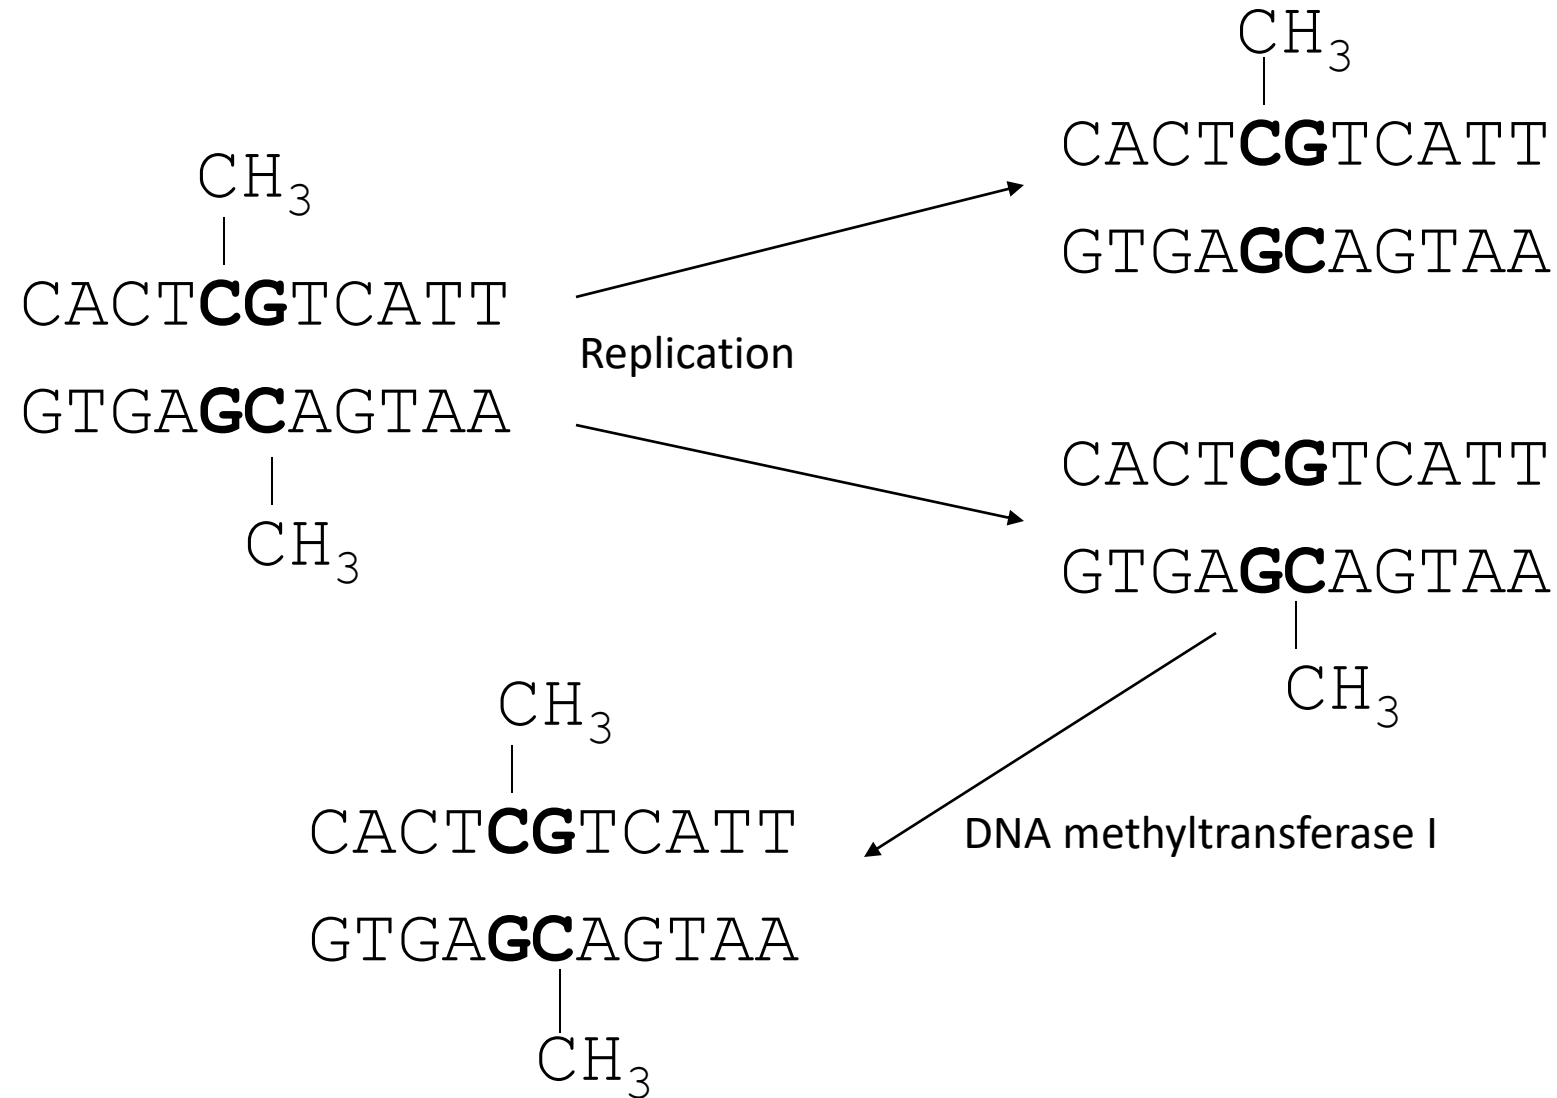 CH3
CACTCGTCATT
GTGAGCAGTAA
CH3
Replication
CH3
CACTCGTCATT
GTGAGCAGTAA
CACTCGTCATT
GTGAGCAGTAA
CH3
DNA methyltransferase I
CH3
CACTCGTCATT
GTGAGCAGTAA
CH3